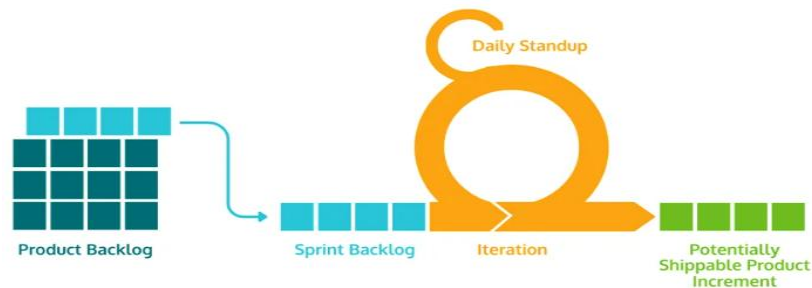 Daily Standup
Product Backlog
Sprint Backlog
Iteration
Potentially
Shippable Product
Increment